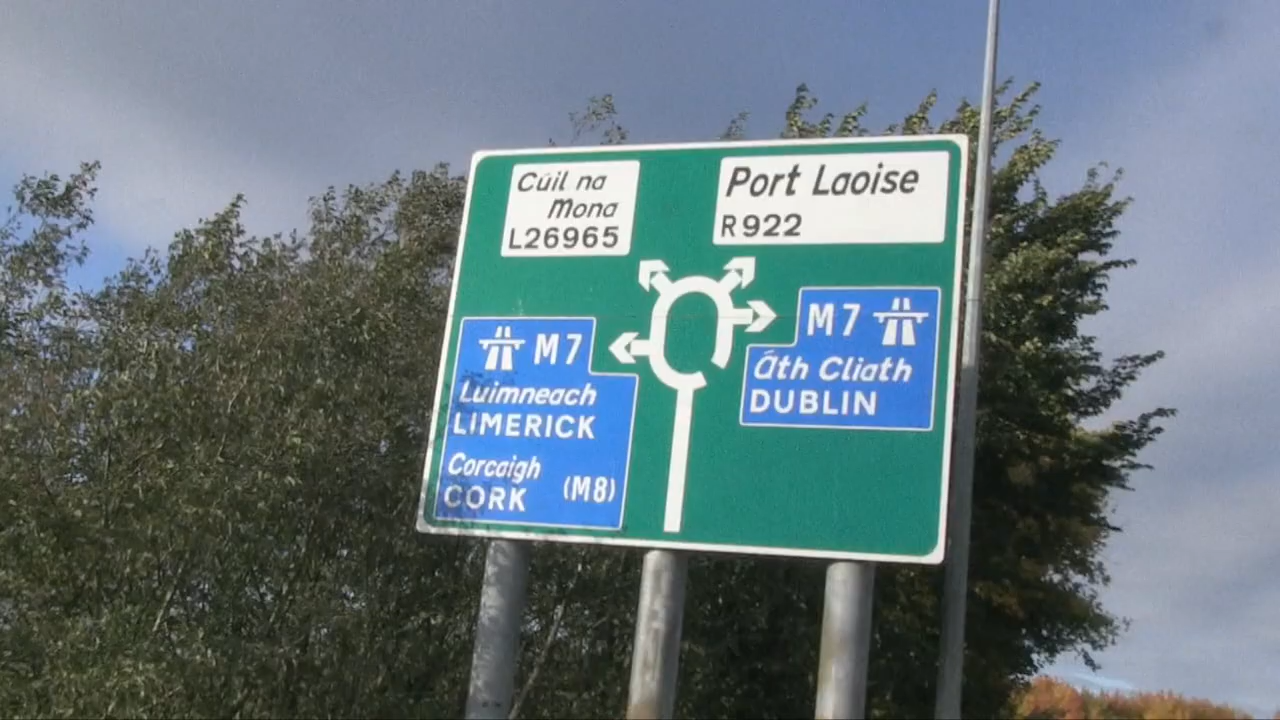 Cúil na
Mona
L26965
Port Laoise
R922
M7
Luimneach
LIMERICK
Corcaigh
CORK (M8)
M7
Áth Cliath
DUBLIN